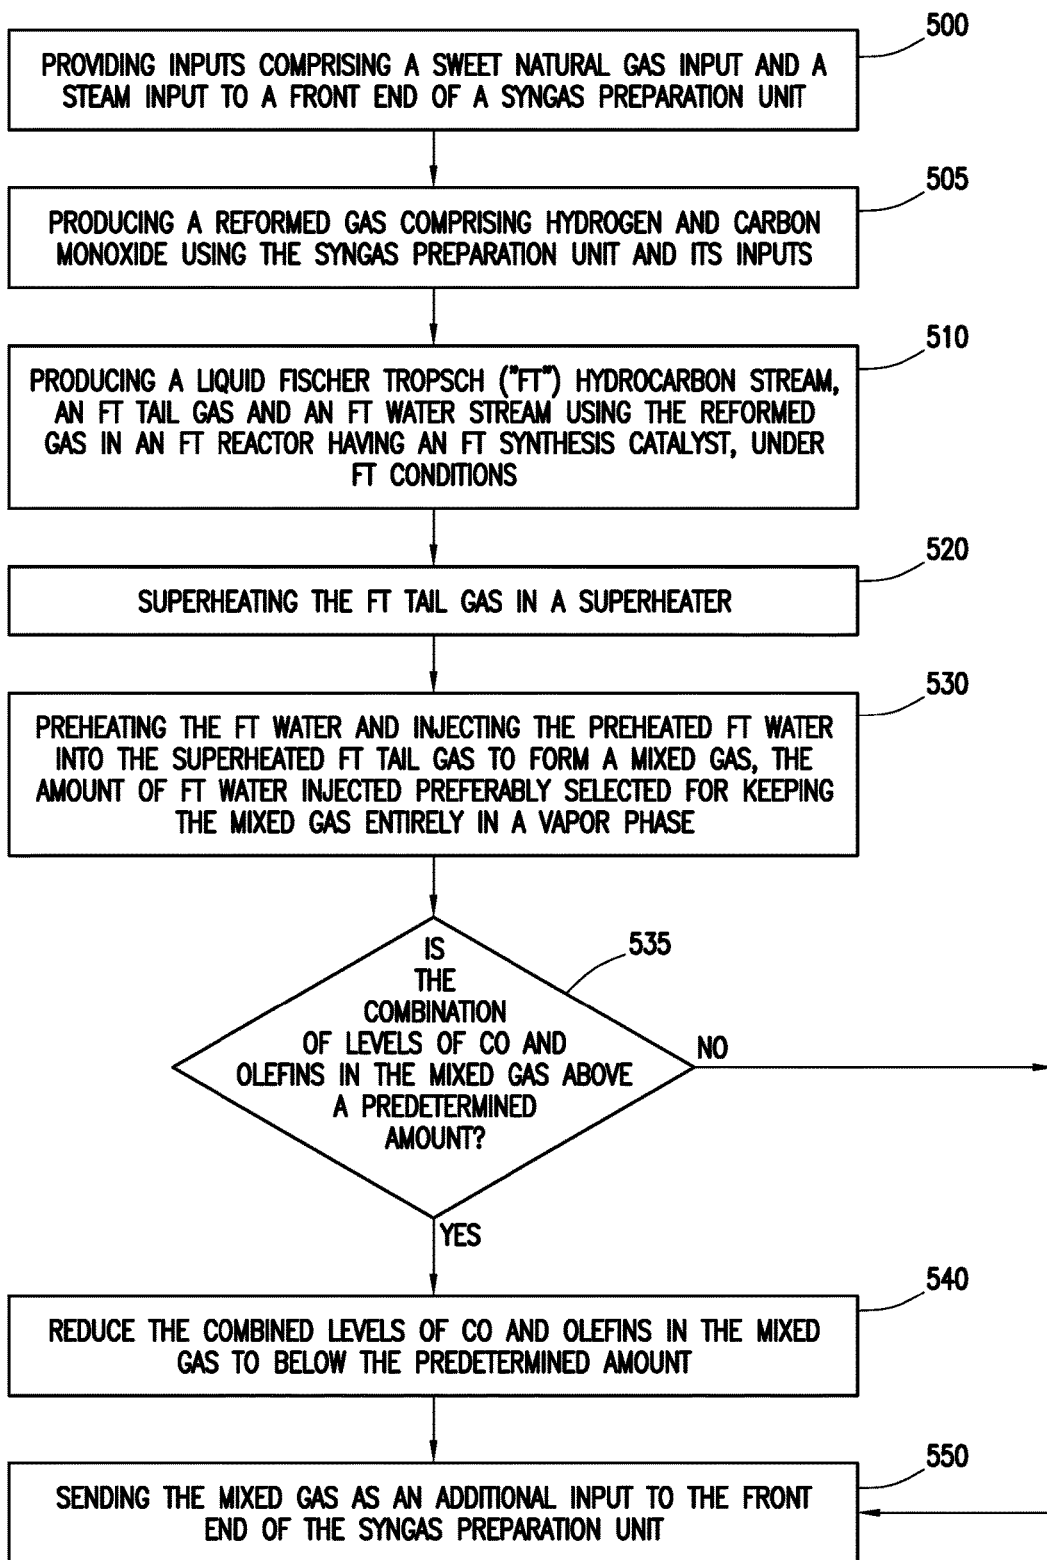 500
PROVIDING INPUTS COMPRISING A SWEET NATURAL GAS INPUT AND A
STEAM INPUT TO A FRONT END OF A SYNGAS PREPARATION UNIT
505
PRODUCING A REFORMED GAS COMPRISING HYDROGEN AND CARBON
MONOXIDE USING THE SYNGAS PREPARATION UNIT AND ITS INPUTS
510
PRODUCING A LIQUID FISCHER TROPSCH ("FT") HYDROCARBON STREAM,
AN FT TAIL GAS AND AN FT WATER STREAM USING THE REFORMED
GAS IN AN FT REACTOR HAVING AN FT SYNTHESIS CATALYST, UNDER
FT CONDITIONS
520
SUPERHEATING THE FT TAIL GAS IN A SUPERHEATER
530
PREHEATING THE FT WATER AND INJECTING THE PREHEATED FT WATER
INTO THE SUPERHEATED FT TAIL GAS TO FORM A MIXED GAS, THE
AMOUNT OF FT WATER INJECTED PREFERABLY SELECTED FOR KEEPING
THE MIXED GAS ENTIRELY IN A VAPOR PHASE
535
IS
THE
COMBINATION
OF LEVELS OF CO AND
OLEFINS IN THE MIXED GAS ABOVE
A PREDETERMINED
AMOUNT?
NO
YES
540
REDUCE THE COMBINED LEVELS OF CO AND OLEFINS IN THE MIXED
GAS TO BELOW THE PREDETERMINED AMOUNT
550
SENDING THE MIXED GAS AS AN ADDITIONAL INPUT TO THE FRONT
END OF THE SYNGAS PREPARATION UNIT